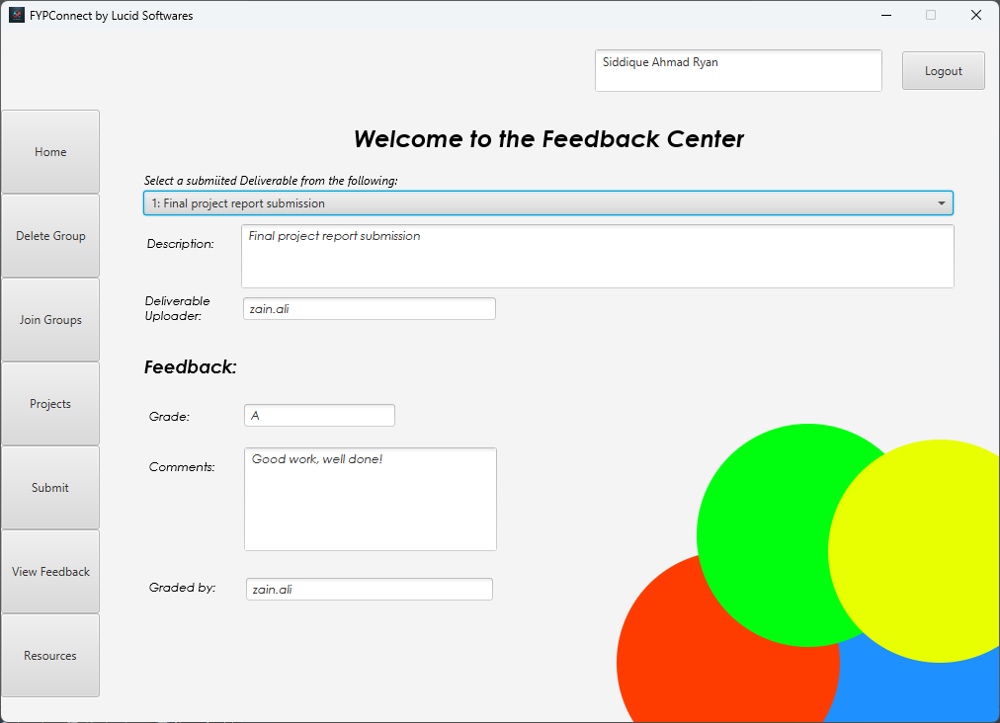 FYPConnect by Lucid Softwares
Siddique Ahmad Ryan
Logout
Home
Delete Group
Join Groups
Projects
Submit
View Feedback
Resources
Welcome to the Feedback Center
Select a submiited Deliverable from the following:
1: Final project report submission
Description:
Final project report submission
Deliverable
Uploader:
zain.ali
Feedback:
Grade:
A
Comments:
Good work, well done!
Graded by:
zain.ali